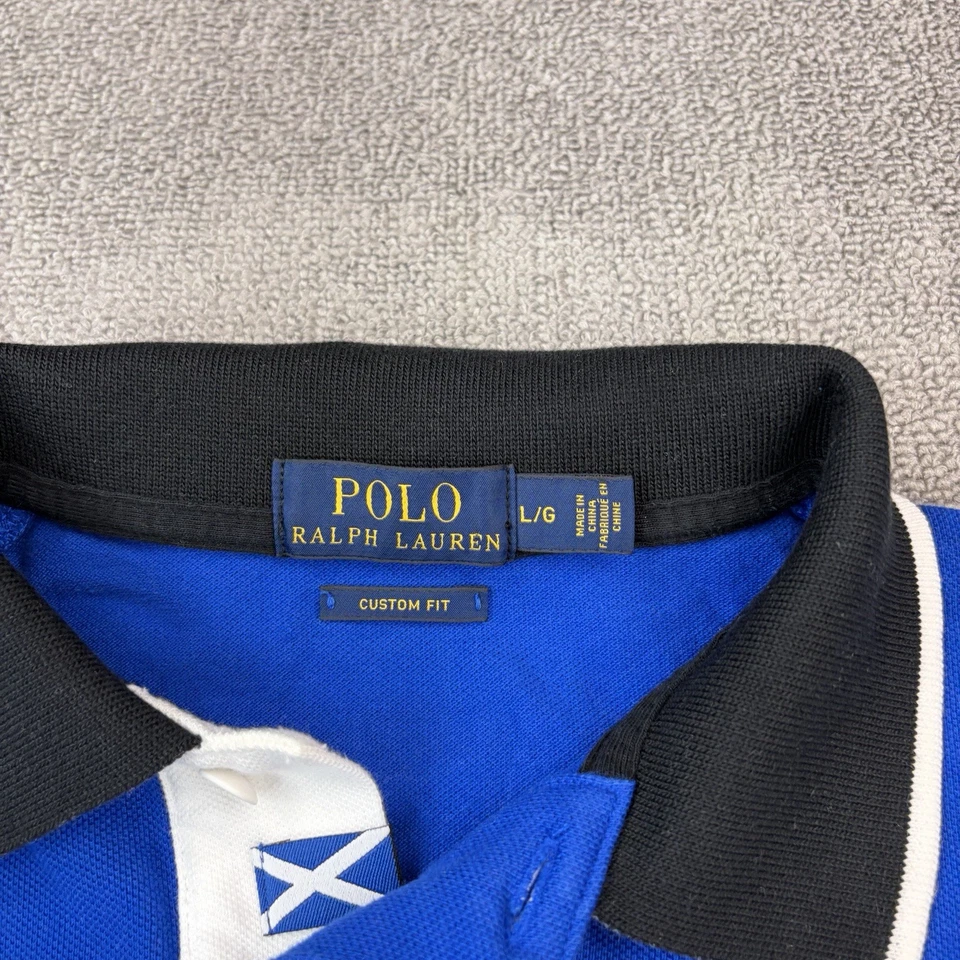 POLO
RALPH LAUREN
L/G
MADE IN
CHINA
FABRIQUÉ EN
CHINE
CUSTOM FIT